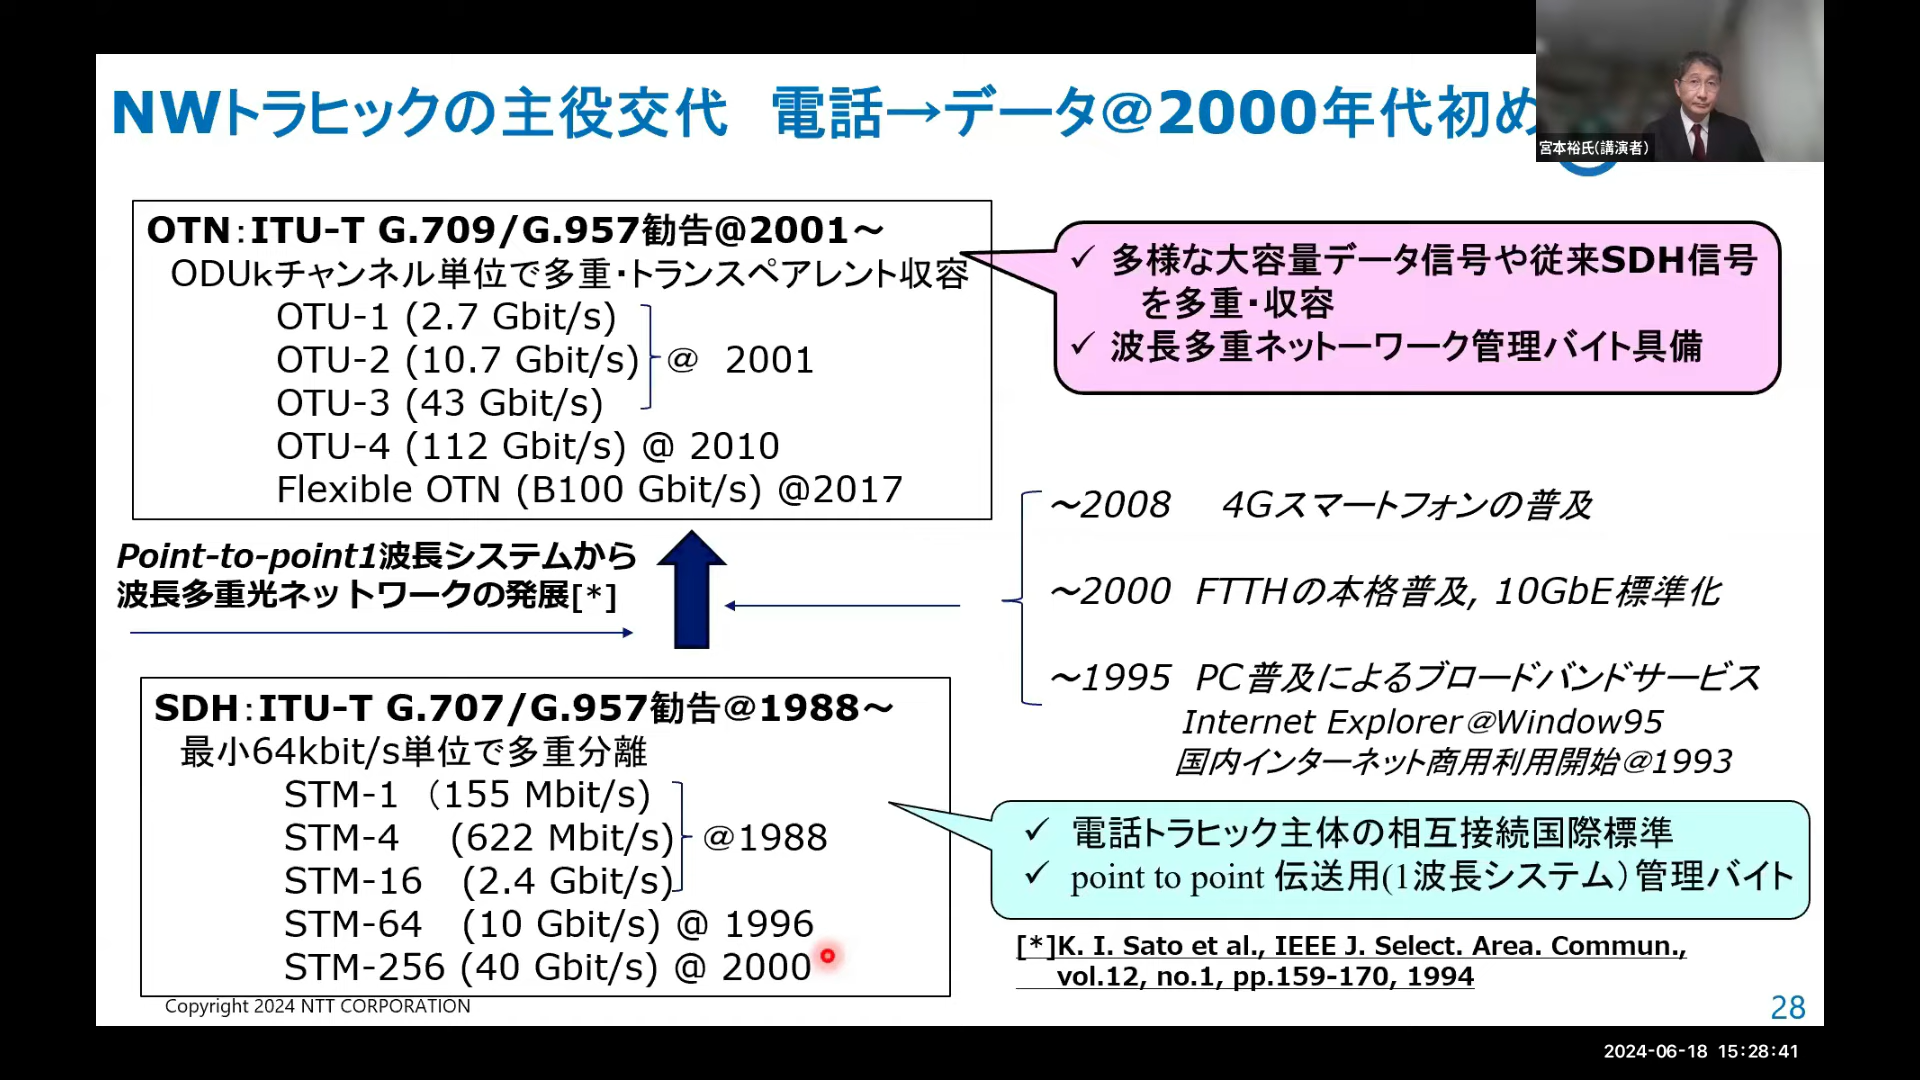 NWトラヒックの主役交代　電話→データ@2000年代初め
宮本裕氏(講演者)
OTN:ITU-T G.709/G.957勧告@2001～
ODUkチャンネル単位で多重・トランスペアレント収容
OTU-1 (2.7 Gbit/s)
OTU-2 (10.7 Gbit/s)
@ 2001
OTU-3 (43 Gbit/s)
OTU-4 (112 Gbit/s) @ 2010
Flexible OTN (B100 Gbit/s) @2017
✓ 多様な大容量データ信号や従来SDH信号
を多重・収容
✓ 波長多重ネットーワーク管理バイト具備
Point-to-point1波長システムから
波長多重光ネットワークの発展[*]
～2008　4Gスマートフォンの普及
～2000 FTTHの本格普及, 10GbE標準化
～1995 PC普及によるブロードバンドサービス
Internet Explorer@Window95
国内インターネット商用利用開始@1993
SDH:ITU-T G.707/G.957勧告@1988～
最小64kbit/s単位で多重分離
STM-1 （155 Mbit/s)
STM-4 (622 Mbit/s)
@1988
STM-16 (2.4 Gbit/s)
STM-64 (10 Gbit/s) @ 1996
STM-256 (40 Gbit/s) @ 2000
✓ 電話トラヒック主体の相互接続国際標準
✓ point to point 伝送用(1波長システム）管理バイト
[*]K. I. Sato et al., IEEE J. Select. Area. Commun.,
vol.12, no.1, pp.159-170, 1994
Copyright 2024 NTT CORPORATION
28
2024-06-18 15:28:41